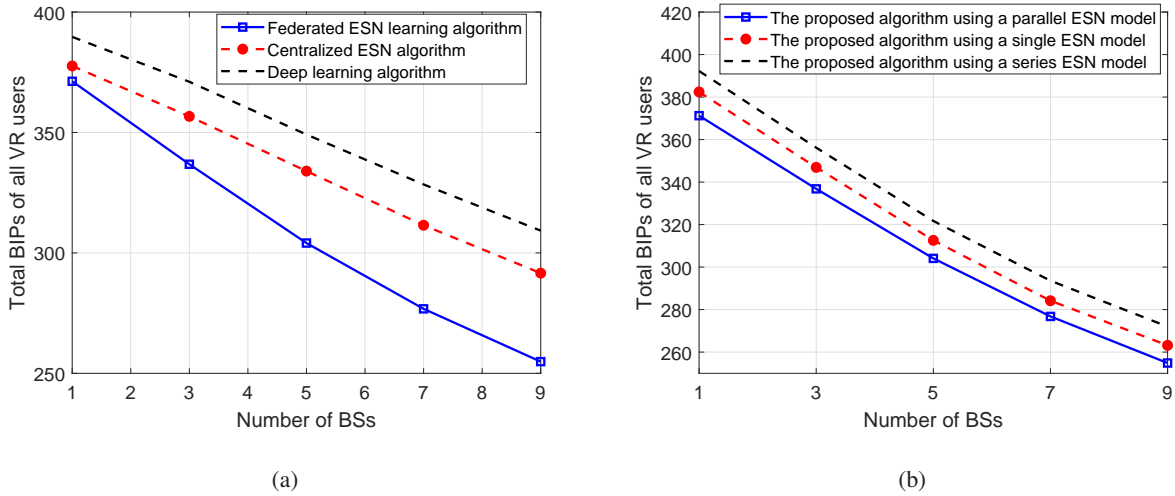 400
350
300
250
Total BIPs of all VR users
Federated ESN learning algorithm
Centralized ESN algorithm
Deep learning algorithm
1 2 3 4 5 6 7 8 9
Number of BSs
(a)
420
400
380
360
340
320
300
280
260
Total BIPs of all VR users
The proposed algorithm using a parallel ESN model
The proposed algorithm using a single ESN model
The proposed algorithm using a series ESN model
1 3 5 7 9
Number of BSs
(b)